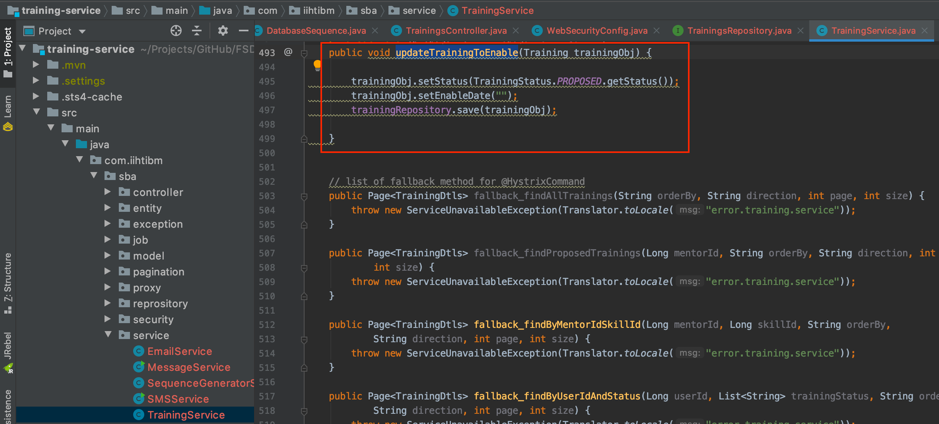 training-service > src > main > java > com > iihtibm > sba > service > TrainingService
Project
DatabaseSequence.java × TrainingsController.java × WebSecurityConfig.java × TrainingsRepository.java × TrainingService.java ×
1: Project
Learn
Z: Structure
JRebel
training-service ~/Projects/GitHub/FSD
.mvn
.settings
.sts4-cache
src
main
java
com.iihtibm
sba
controller
entity
exception
job
model
pagination
proxy
reprository
security
service
EmailService
MessageService
SequenceGeneratorS
SMSService
TrainingService
493 @ public void updateTrainingToEnable(Training trainingObj) {
494
495 trainingObj.setStatus(TrainingStatus.PROPOSED.getStatus());
496 trainingObj.setEnableDate("");
497 trainingRepository.save(trainingObj);
498
499 }
500
501
502 // list of fallback method for @HystrixCommand
503 public Page<TrainingDtls> fallback_findAllTrainings(String orderBy, String direction, int page, int size) {
504 throw new ServiceUnavailableException(Translator.toLocale( msg: "error.training.service"));
505 }
506
507 public Page<TrainingDtls> fallback_findProposedTrainings(Long mentorId, String orderBy, String direction, int
508 int size) {
509 throw new ServiceUnavailableException(Translator.toLocale( msg: "error.training.service"));
510 }
511
512 public Page<TrainingDtls> fallback_findByMentorIdSkillId(Long mentorId, Long skillId, String orderBy,
513 String direction, int page, int size) {
514 throw new ServiceUnavailableException(Translator.toLocale( msg: "error.training.service"));
515 }
516
517 public Page<TrainingDtls> fallback_findByUserIdAndStatus(Long userId, List<String> trainingStatus, String
518 String direction, int page, int size) {